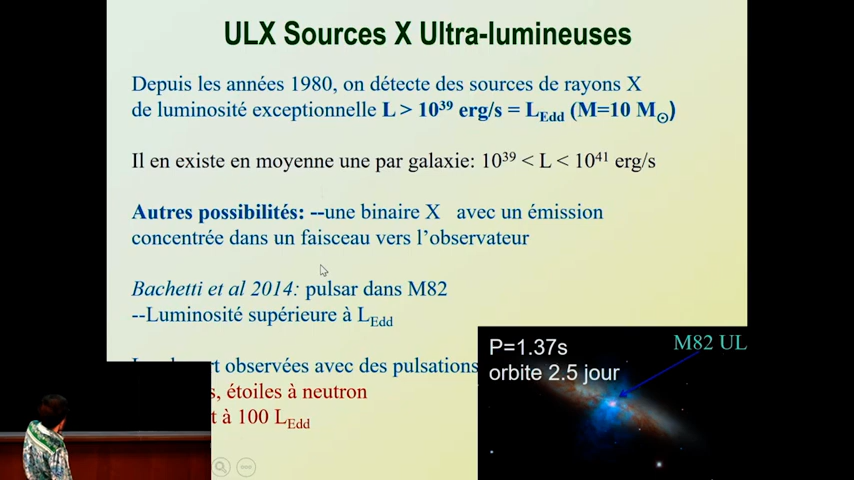 ULX Sources X Ultra-lumineuses
Depuis les années 1980, on détecte des sources de rayons X
de luminosité exceptionnelle L > 10³⁹ erg/s = L_Edd (M=10 M☉)
Il en existe en moyenne une par galaxie: 10³⁹ < L < 10⁴¹ erg/s
Autres possibilités: --une binaire X avec un émission
concentrée dans un faisceau vers l'observateur
Bachetti et al 2014: pulsar dans M82
--Luminosité supérieure à L_Edd
observées avec des pulsations
étoiles à neutron
à 100 L_Edd
P=1.37s
orbite 2.5 jour
M82 UL